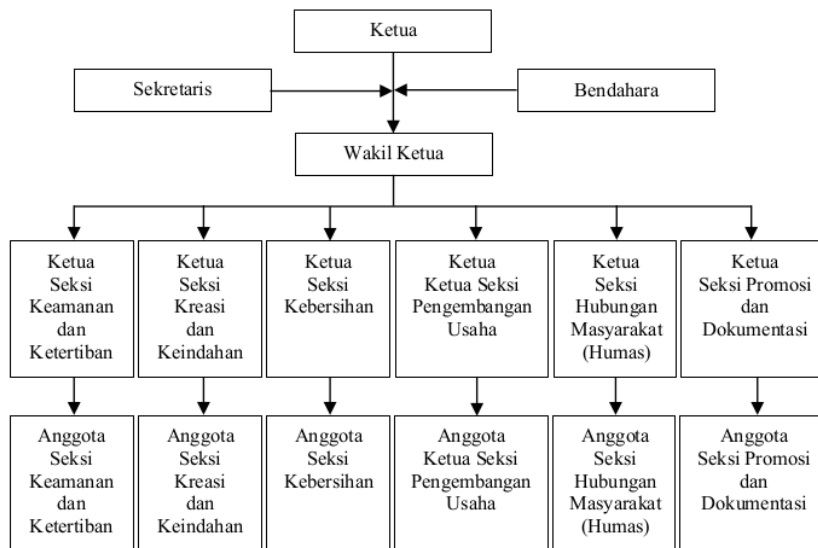 Ketua
Sekretaris
Bendahara
Wakil Ketua
Ketua
Seksi
Keamanan
dan
Ketertiban
Ketua
Seksi
Kreasi
dan
Keindahan
Ketua
Seksi
Kebersihan
Ketua
Ketua Seksi
Pengembangan
Usaha
Ketua
Seksi
Hubungan
Masyarakat
(Humas)
Ketua
Seksi Promosi
dan
Dokumentasi
Anggota
Seksi
Keamanan
dan
Ketertiban
Anggota
Seksi
Kreasi
dan
Keindahan
Anggota
Seksi
Kebersihan
Anggota
Ketua Seksi
Pengembangan
Usaha
Anggota
Seksi
Hubungan
Masyarakat
(Humas)
Anggota
Seksi Promosi
dan
Dokumentasi